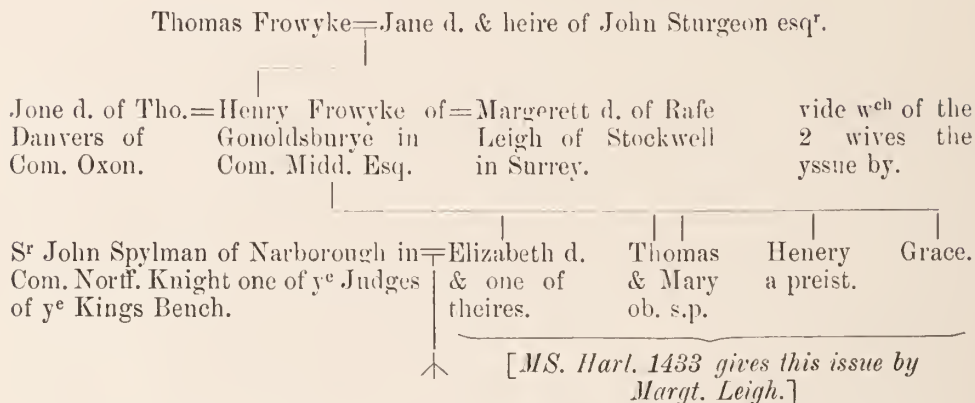 Thomas Frowyke=Jane d. & heire of John Sturgeon esqr.
Jone d. of Tho.=Henry Frowyke of=Margerett d. of Rafe
Danvers of Gonoldsburye in Leigh of Stockwell
Com. Oxon. Com. Midd. Esq. in Surrey.
vide wch of the
2 wives the
yssue by.
Sr John Spylman of Narborough in=Elizabeth d.
Com. Norff. Knight one of ye Judges & one of
of ye Kings Bench. theires.
Thomas
& Mary
ob. s.p.
Henery
a preist.
Grace.
[MS. Harl. 1433 gives this issue by
Margt. Leigh.]